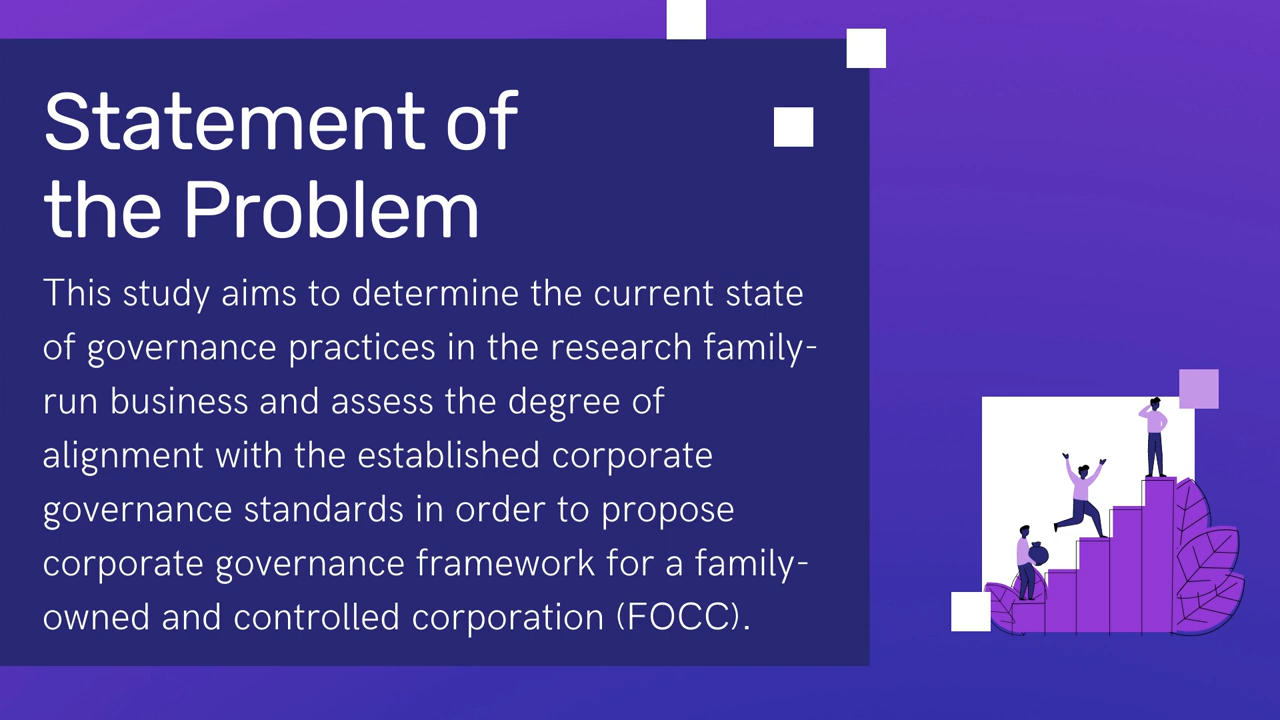 Statement of
the Problem
This study aims to determine the current state
of governance practices in the research family-
run business and assess the degree of
alignment with the established corporate
governance standards in order to propose
corporate governance framework for a family-
owned and controlled corporation (FOCC).